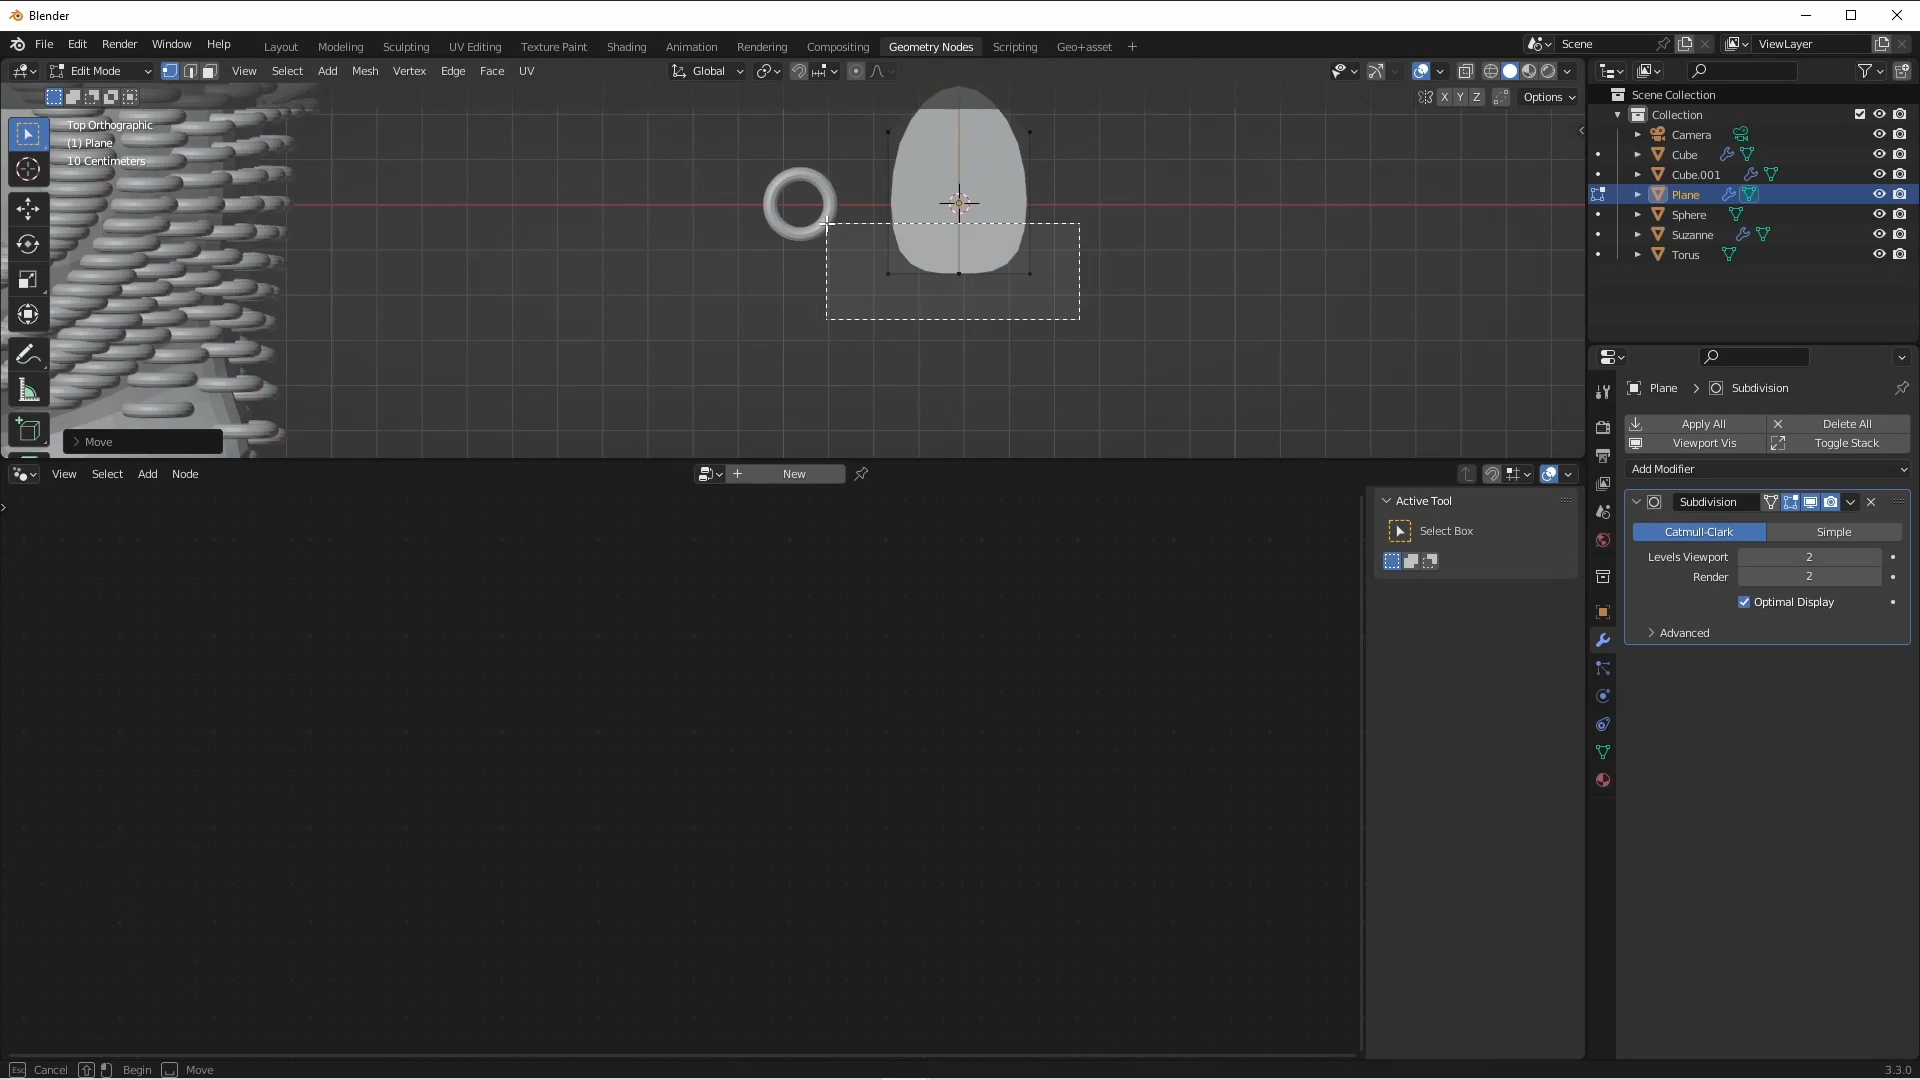 Blender
File Edit Render Window Help
Layout Modeling Sculpting UV Editing Texture Paint Shading Animation Rendering Compositing Geometry Nodes Scripting Geo+asset +
Scene
ViewLayer
Edit Mode
View Select Add Mesh Vertex Edge Face UV
Global
X Y Z
Options
Top Orthographic
(1) Plane
10 Centimeters
Move
Scene Collection
Collection
Camera
Cube
Cube.001
Plane
Sphere
Suzanne
Torus
Plane > Subdivision
Apply All
Delete All
Viewport Vis
Toggle Stack
Add Modifier
Subdivision
Catmull-Clark
Simple
Levels Viewport 2
Render 2
Optimal Display
Advanced
View Select Add Node
+ New
Active Tool
Select Box
Esc Cancel
Begin
Move
3.3.0